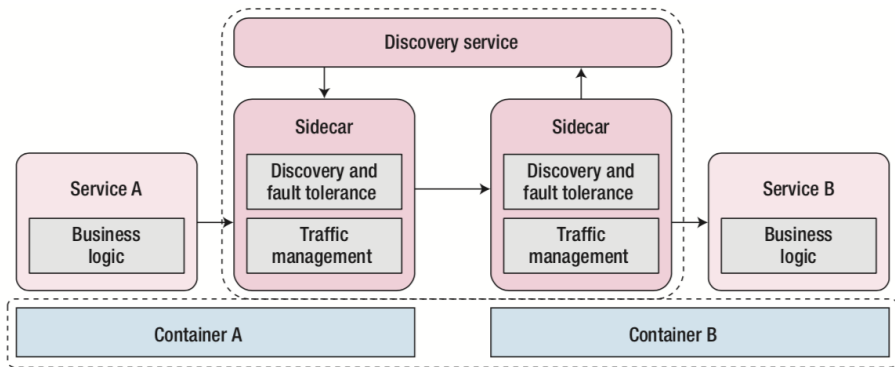 Discovery service
Service A
Business
logic
Sidecar
Discovery and
fault tolerance
Traffic
management
Sidecar
Discovery and
fault tolerance
Traffic
management
Service B
Business
logic
Container A
Container B